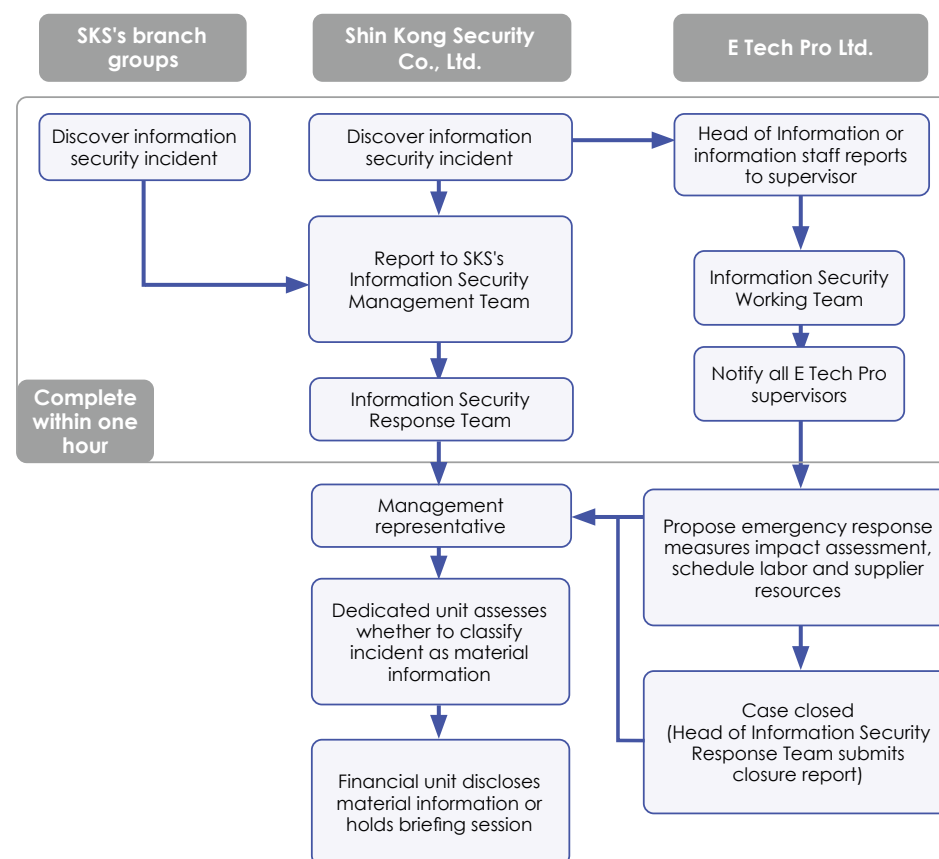 SKS's branch
groups
Shin Kong Security
Co., Ltd.
E Tech Pro Ltd.
Discover information
security incident
Discover information
security incident
Head of Information or
information staff reports
to supervisor
Report to SKS's
Information Security
Management Team
Information Security
Working Team
Notify all E Tech Pro
supervisors
Complete
within one
hour
Information Security
Response Team
Management
representative
Propose emergency response
measures impact assessment,
schedule labor and supplier
resources
Dedicated unit assesses
whether to classify
incident as material
information
Case closed
(Head of Information Security
Response Team submits
closure report)
Financial unit discloses
material information or
holds briefing session